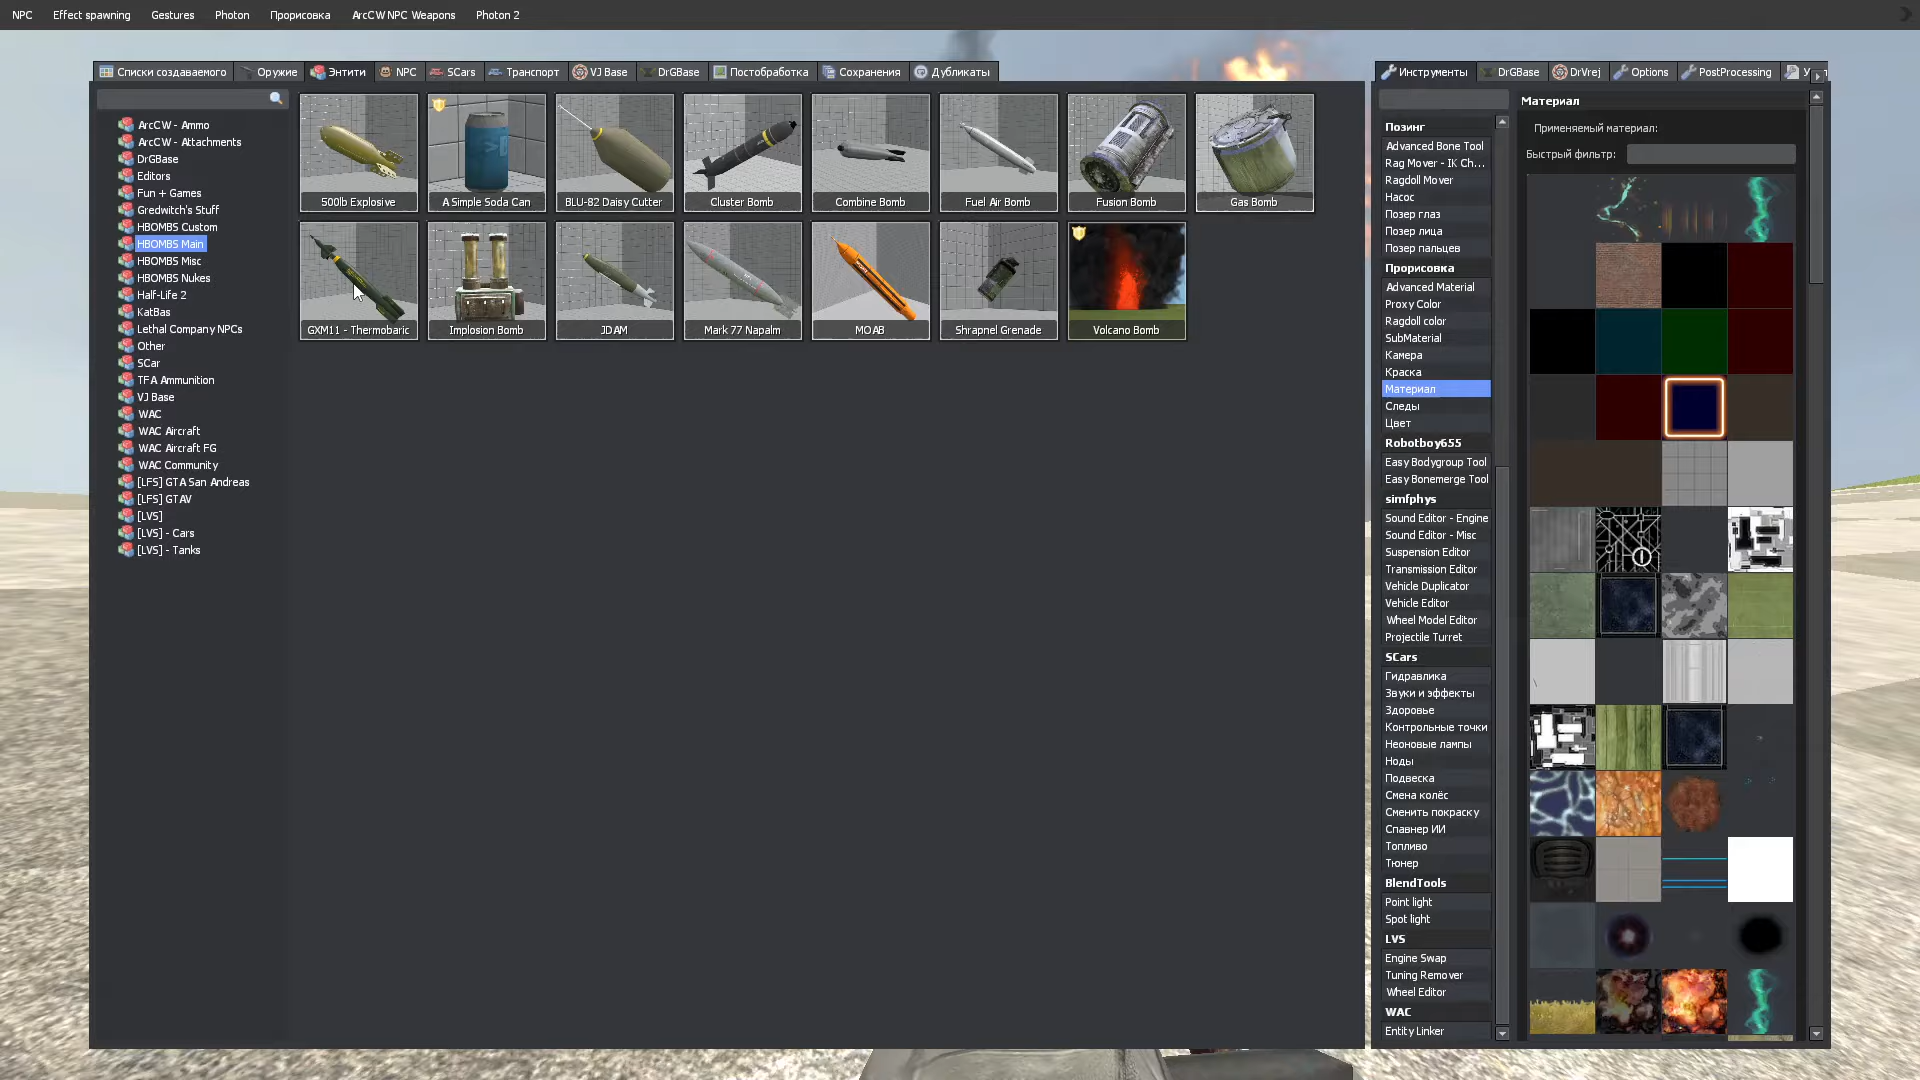 NPC Effect spawning Gestures Photon Прорисовка ArcCW NPC Weapons Photon 2
Списки создаваемого Оружие Энтити NPC SCars Транспорт VJ Base DrGBase Постобработка Сохранения Дубликаты
ArcCW - Ammo
ArcCW - Attachments
DrGBase
Editors
Fun + Games
Gredwitch's Stuff
HBOMBS Custom
HBOMBS Main
HBOMBS Misc
HBOMBS Nukes
Half-Life 2
KatBas
Lethal Company NPCs
Other
SCar
TFA Ammunition
VJ Base
WAC
WAC Aircraft
WAC Aircraft FG
WAC Community
[LFS] GTA San Andreas
[LFS] GTAV
[LVS]
[LVS] - Cars
[LVS] - Tanks
500lb Explosive A Simple Soda Can BLU-82 Daisy Cutter Cluster Bomb Combine Bomb Fuel Air Bomb Fusion Bomb Gas Bomb
GXM11 - Thermobaric Implosion Bomb JDAM Mark 77 Napalm MOAB Shrapnel Grenade Volcano Bomb
Инструменты DrGBase DrVrej Options PostProcessing
Позинг
Advanced Bone Tool
Rag Mover - IK Ch...
Ragdoll Mover
Насос
Позер глаз
Позер лица
Позер пальцев
Прорисовка
Advanced Material
Proxy Color
Ragdoll color
SubMaterial
Камера
Краска
Материал
Следы
Цвет
Robotboy655
Easy Bodygroup Tool
Easy Bonemerge Tool
simfphys
Sound Editor - Engine
Sound Editor - Misc
Suspension Editor
Transmission Editor
Vehicle Duplicator
Vehicle Editor
Wheel Model Editor
Projectile Turret
SCars
Гидравлика
Звуки и эффекты
Здоровье
Контрольные точки
Неоновые лампы
Ноды
Подвеска
Смена колёс
Сменить покраску
Спавнер ИИ
Топливо
Тюнер
BlendTools
Point light
Spot light
LVS
Engine Swap
Tuning Remover
Wheel Editor
WAC
Entity Linker
Материал
Применяемый материал:
Быстрый фильтр: